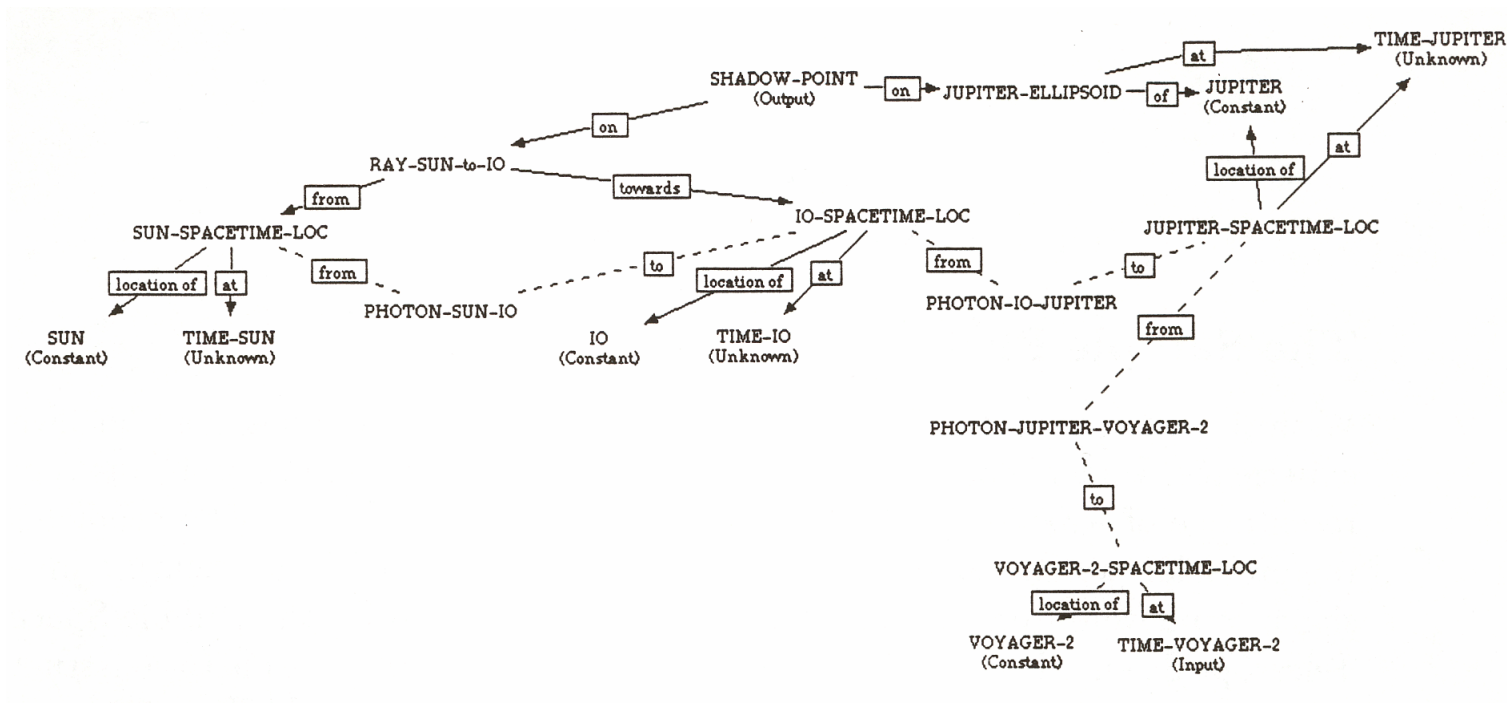 TIME-JUPITER
(Unknown)
at
SHADOW-POINT
(Output)
on
JUPITER-ELLIPSOID
of
JUPITER
(Constant)
on
at
RAY-SUN-to-IO
location of
from
towards
IO-SPACETIME-LOC
SUN-SPACETIME-LOC
JUPITER-SPACETIME-LOC
from
to
from
to
location of
at
location of
at
PHOTON-SUN-IO
PHOTON-IO-JUPITER
from
SUN
(Constant)
TIME-SUN
(Unknown)
IO
(Constant)
TIME-IO
(Unknown)
PHOTON-JUPITER-VOYAGER-2
to
VOYAGER-2-SPACETIME-LOC
location of
at
VOYAGER-2
(Constant)
TIME-VOYAGER-2
(Input)